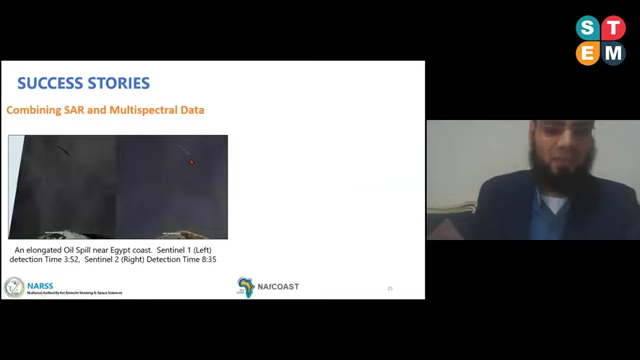 S T
E M
SUCCESS STORIES
Combining SAR and Multispectral Data
An elongated Oil Spill near Egypt coast. Sentinel 1 (Left)
detection Time 3:52, Sentinel 2 (Right) Detection Time 8:35
NARSS
National Authority for Remote Sensing & Space Sciences
NAICOAST
25